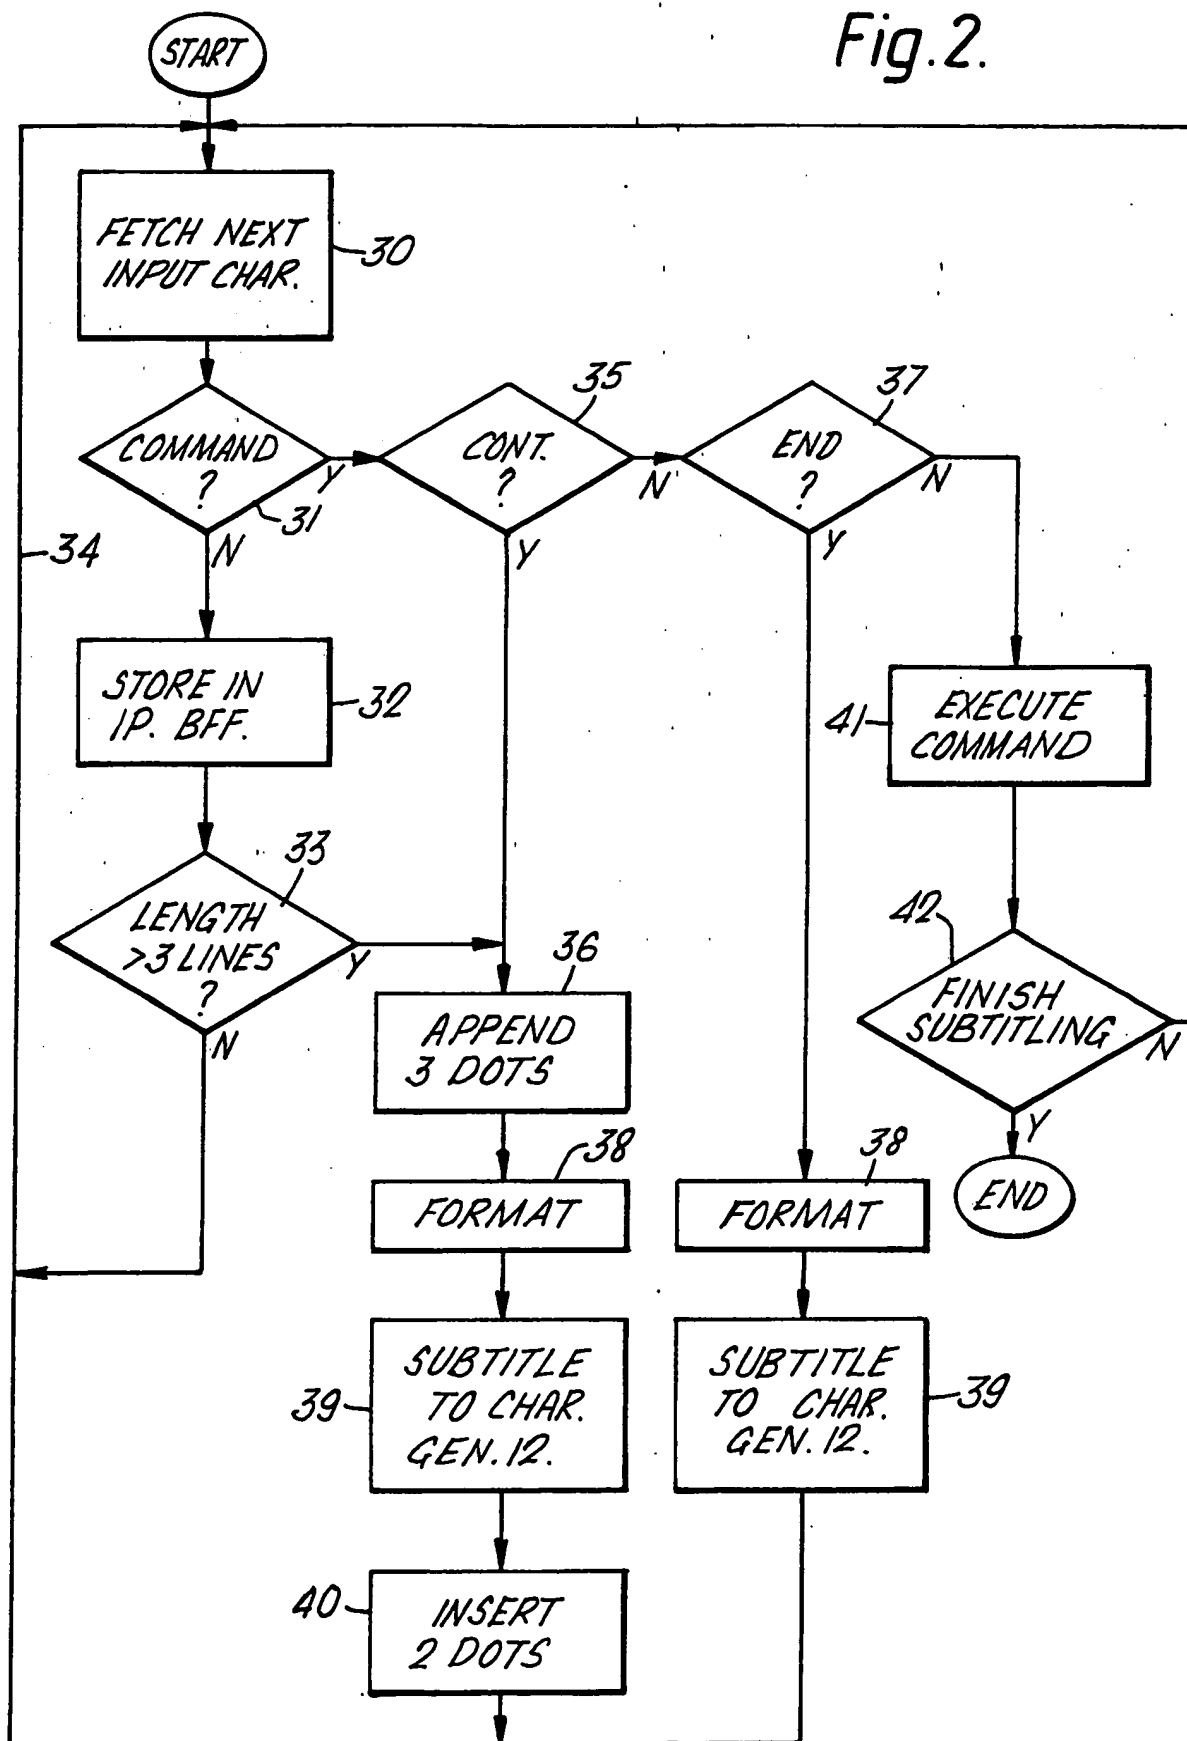 Fig. 2.
START
FETCH NEXT
INPUT CHAR.
30
COMMAND
?
31
Y
N
CONT.
?
35
N
Y
END
?
37
N
Y
34
STORE IN
I.P. BFF.
32
EXECUTE
COMMAND
41
LENGTH
>3 LINES
?
33
Y
N
APPEND
3 DOTS
36
FINISH
SUBTITLING
42
N
Y
END
FORMAT
38
FORMAT
38
SUBTITLE
TO CHAR.
GEN. 12.
39
SUBTITLE
TO CHAR.
GEN. 12.
39
INSERT
2 DOTS
40